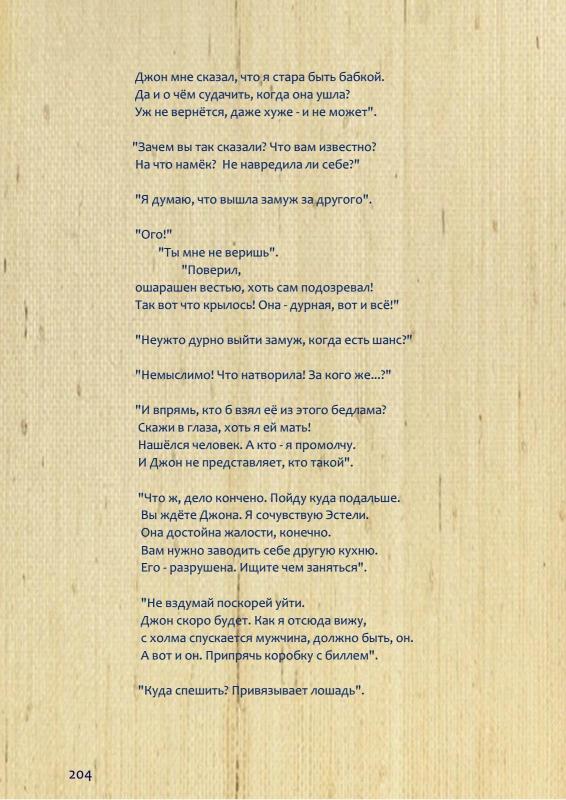 Джон мне сказал, что я стара быть бабкой.
Да и о чём судачить, когда она ушла?
Уж не вернётся, даже хуже - и не может".
"Зачем вы так сказали? Что вам известно?
На что намёк? Не навредила ли себе?"
"Я думаю, что вышла замуж за другого".
"Ого!"
"Ты мне не веришь".
"Поверил,
ошарашен вестью, хоть сам подозревал!
Так вот что крылось! Она - дурная, вот и всё!"
"Неужто дурно выйти замуж, когда есть шанс?"
"Немыслимо! Что натворила! За кого же...?"
"И впрямь, кто б взял её из этого бедлама?
Скажи в глаза, хоть я ей мать!
Нашёлся человек. А кто - я промолчу.
И Джон не представляет, кто такой".
"Что ж, дело кончено. Пойду куда подальше.
Вы ждёте Джона. Я сочувствую Эстели.
Она достойна жалости, конечно.
Вам нужно заводить себе другую кухню.
Его - разрушена. Ищите чем заняться".
"Не вздумай поскорей уйти.
Джон скоро будет. Как я отсюда вижу,
с холма спускается мужчина, должно быть, он.
А вот и он. Припрячь коробку с биллем".
"Куда спешить? Привязывает лошадь".
204